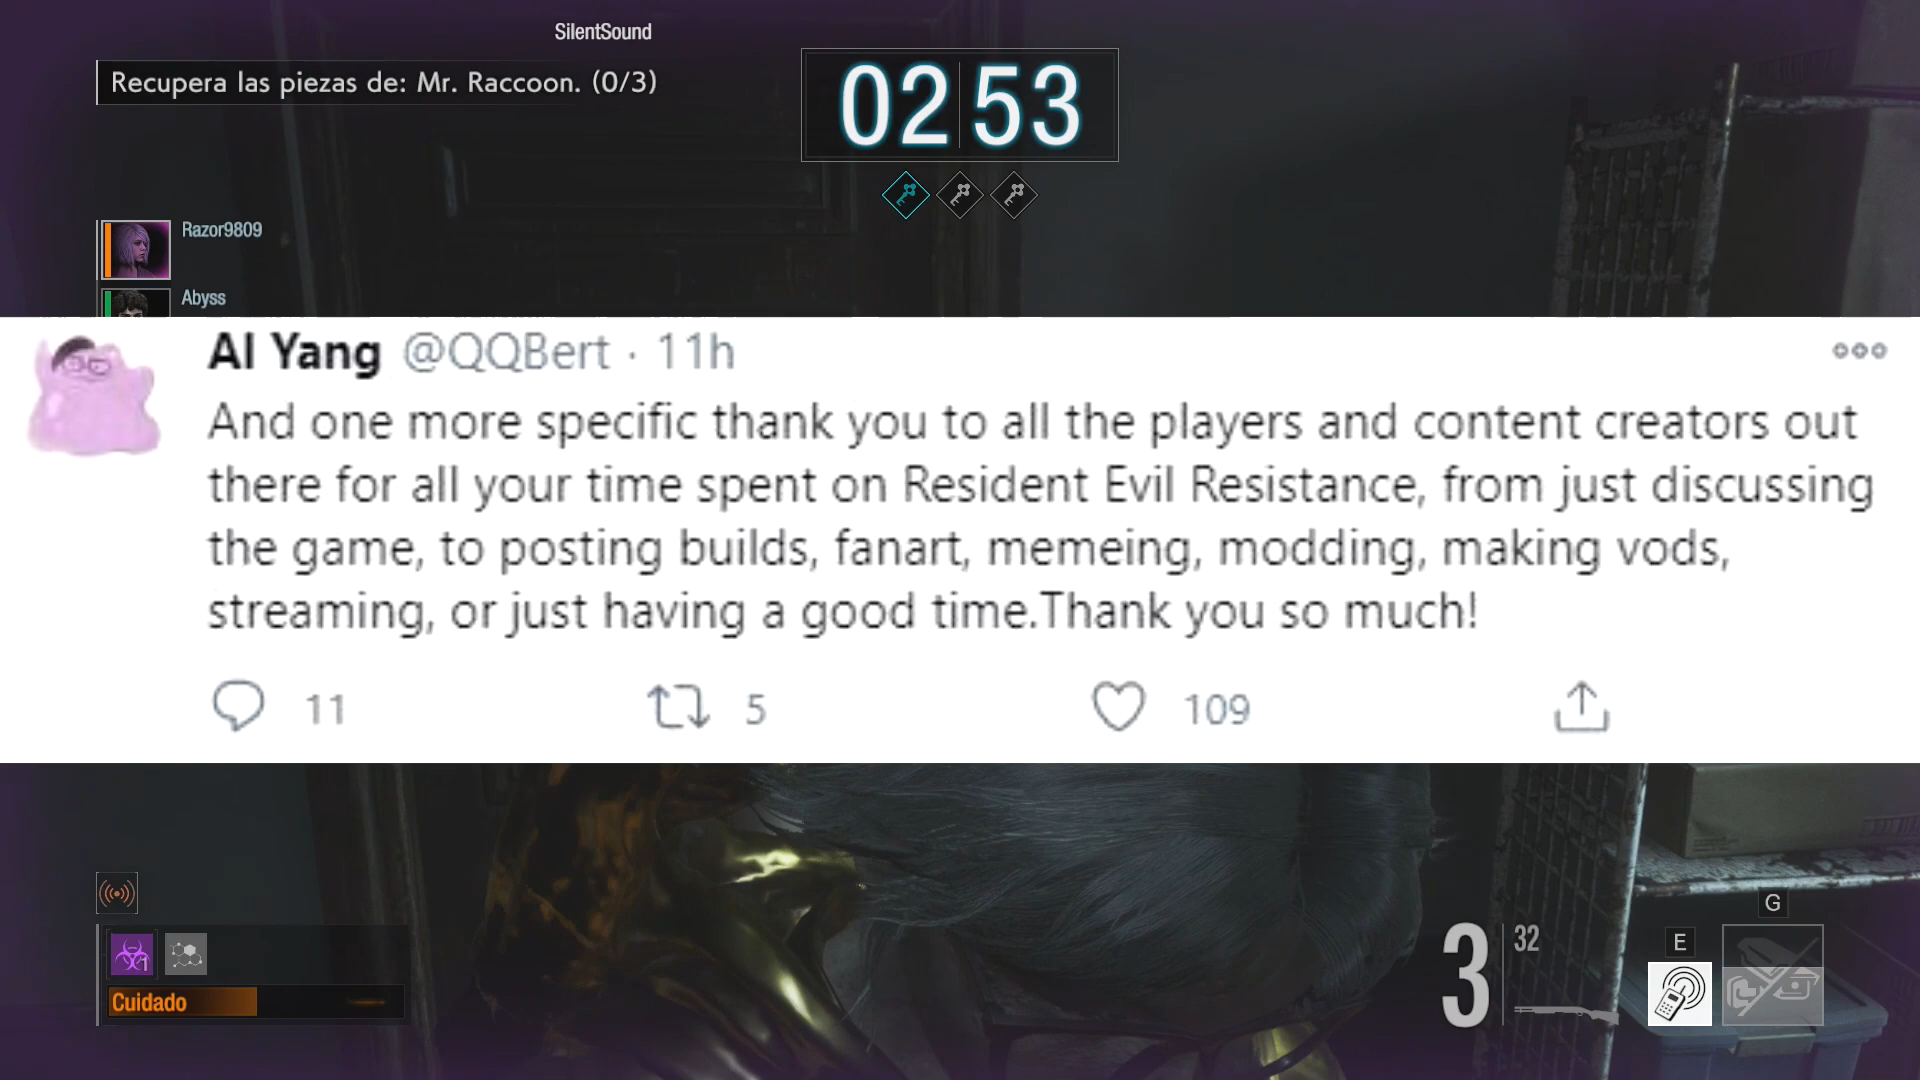 SilentSound
Recupera las piezas de: Mr. Raccoon. (0/3)
02 53
Razor9809
Abyss
Al Yang @QQBert · 11h
And one more specific thank you to all the players and content creators out
there for all your time spent on Resident Evil Resistance, from just discussing
the game, to posting builds, fanart, memeing, modding, making vods,
streaming, or just having a good time.Thank you so much!
11 5 109
1
Cuidado
3 32
E
G